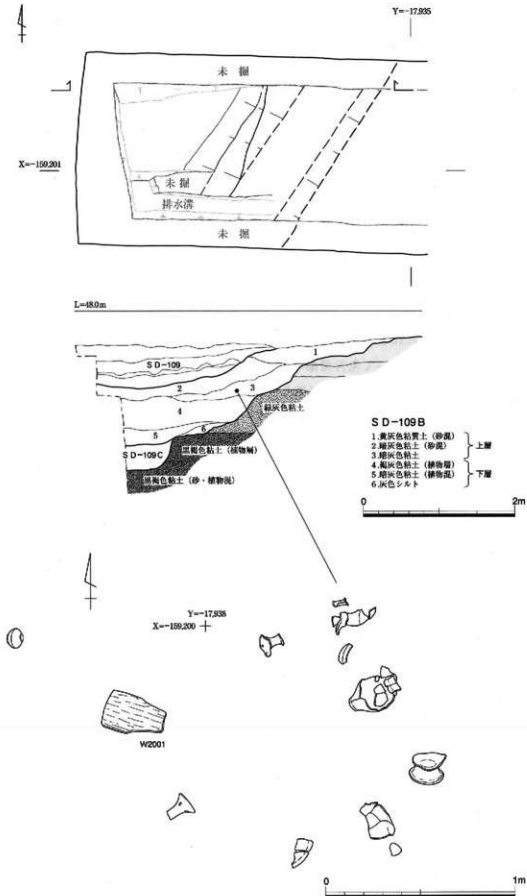 Y=-17,935
未掘
X=-159,201
未掘
排水溝
未掘
L=48.0m
SD-109
1
2
3
4
5
6
緑灰色粘土
SD-109C
黒褐色粘土(植物層)
黒褐色粘土(砂・植物混)
SD-109B
1.黄灰色粘質土(砂混)
2.暗灰色粘土(砂混)
3.暗灰色粘土
上層
4.褐灰色粘土(植物層)
5.暗灰色粘土(植物混)
6.灰色シルト
下層
0 2m
Y=-17,938
X=-159,200
W2001
0 1m